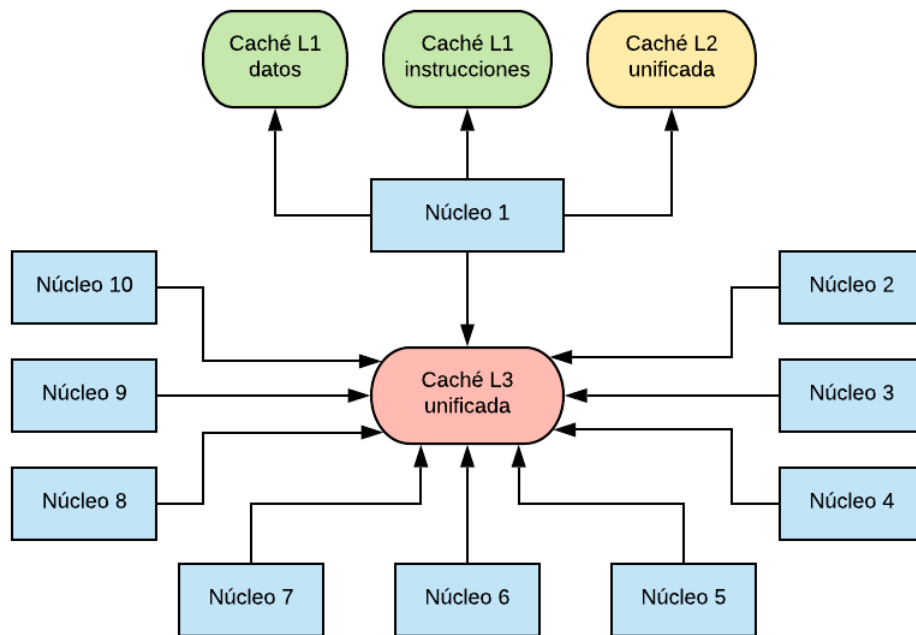 Caché L1
datos
Caché L1
instrucciones
Caché L2
unificada
Núcleo 1
Núcleo 10
Núcleo 2
Núcleo 9
Caché L3
unificada
Núcleo 3
Núcleo 8
Núcleo 4
Núcleo 7
Núcleo 6
Núcleo 5